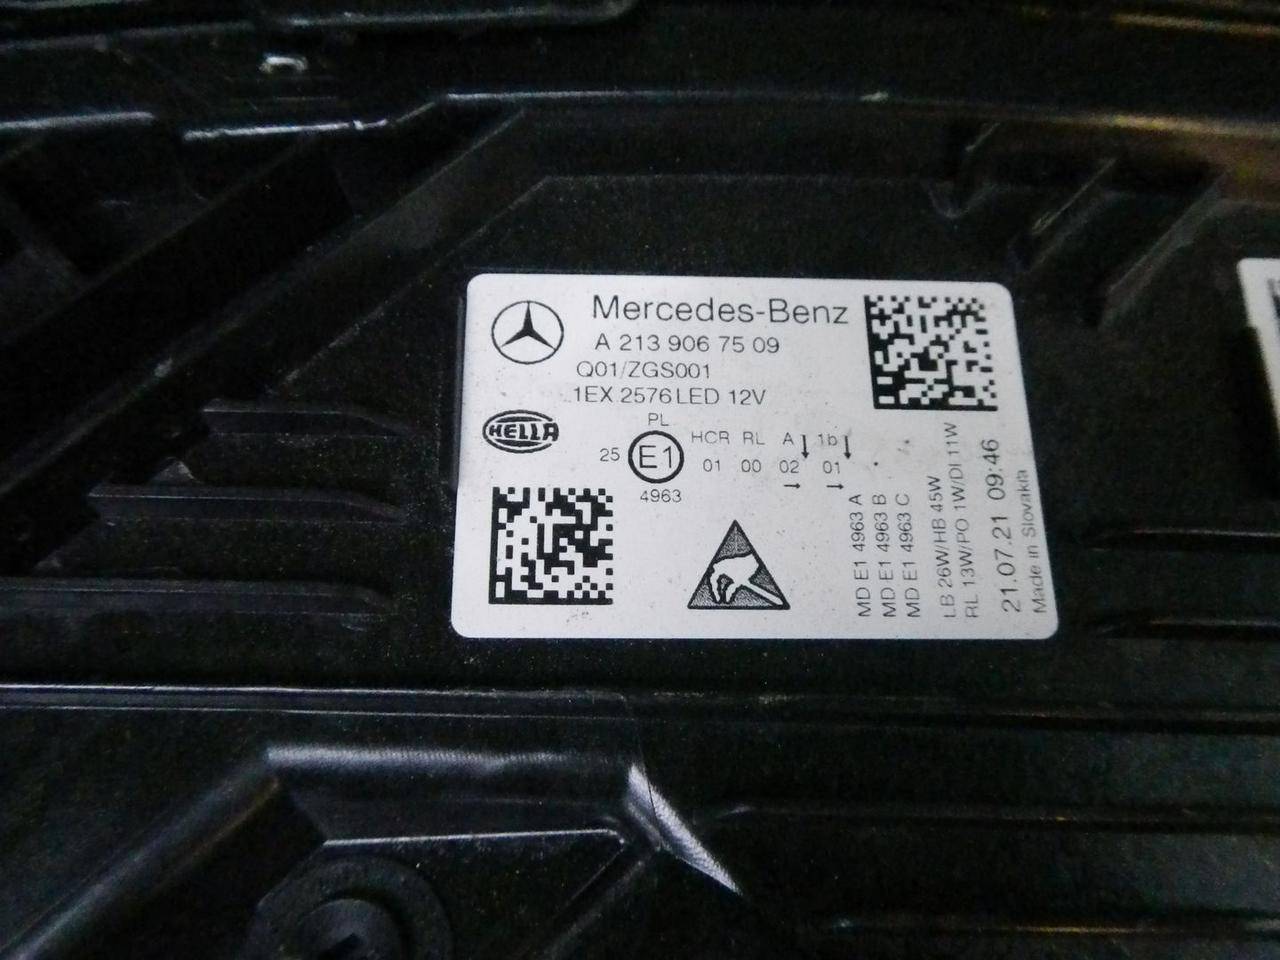 Mercedes-Benz
A 213 906 75 09
Q01/ZGS001
1EX 2576 LED 12V
HELLA
PL
25 E1 HCR RL A 1b
01 00 02 01
4963
MD E1 4963 A
MD E1 4963 B
MD E1 4963 C
LB 26W/HB 45W
RL 13W/PO 1W/DI 11W
21.07.21 09:46
Made in Slovakia